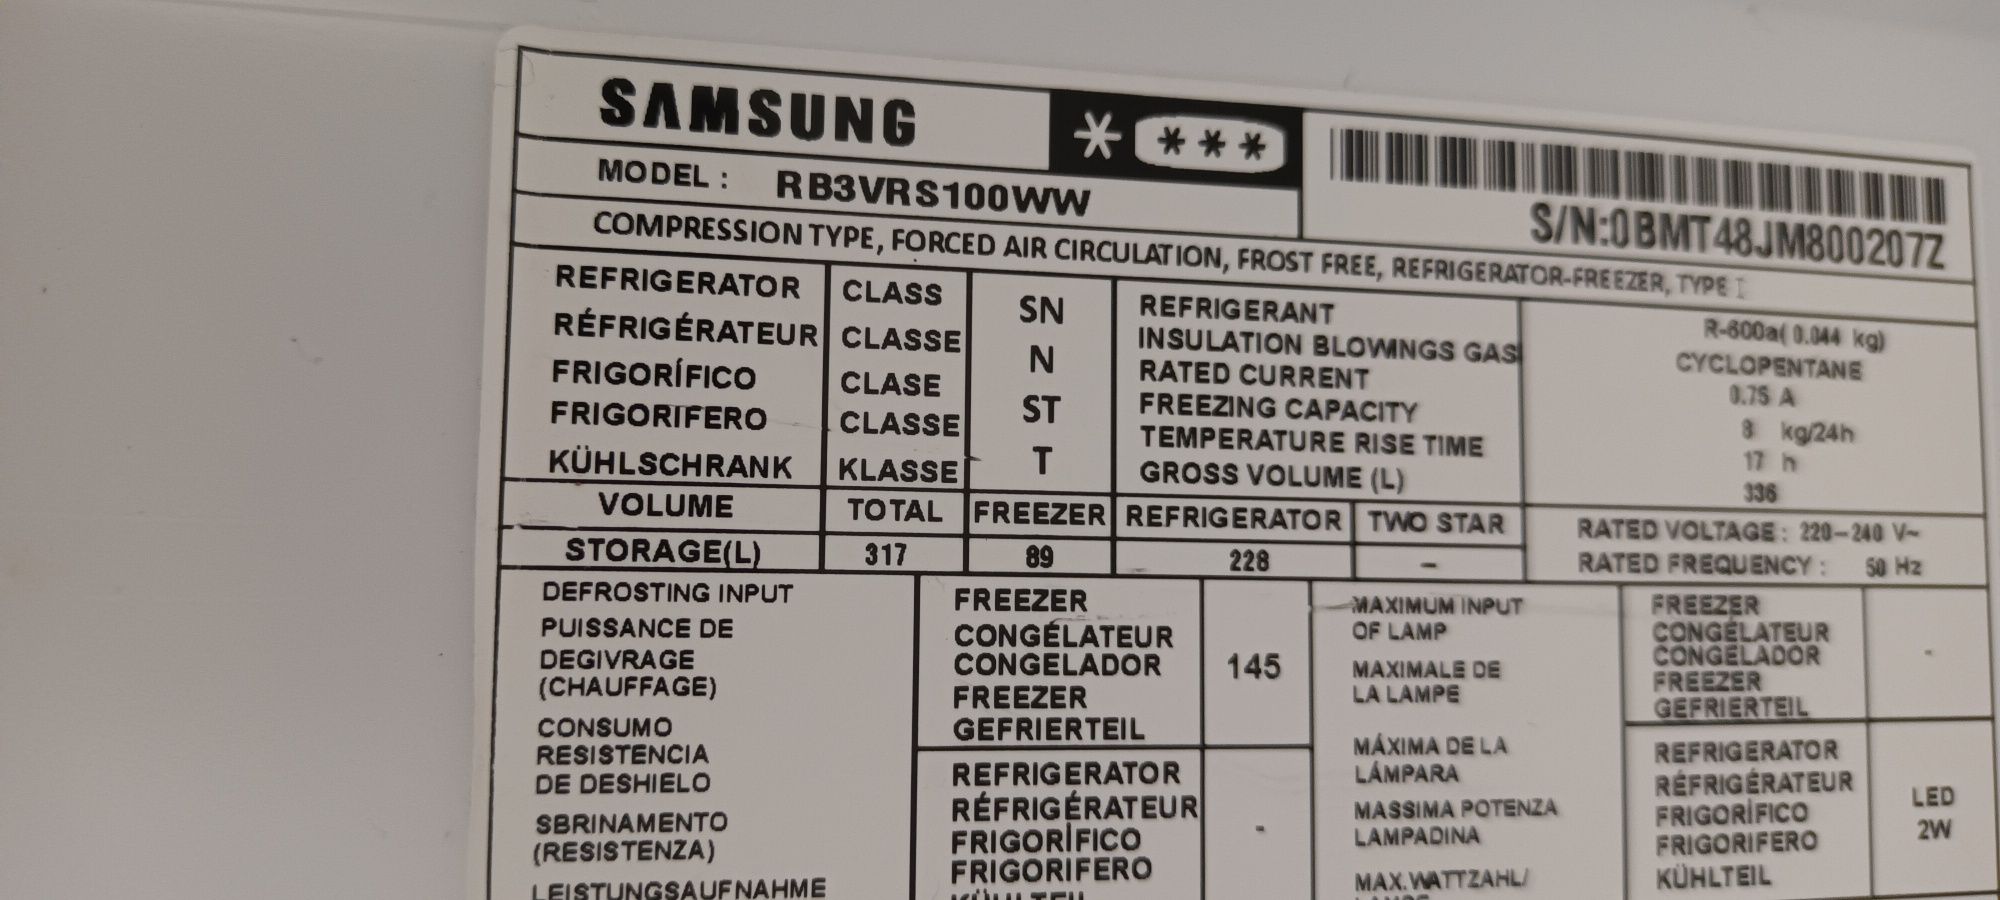 SAMSUNG
* ***
MODEL : RB3VRS100WW
S/N:0BMT48JM800207Z
COMPRESSION TYPE, FORCED AIR CIRCULATION, FROST FREE, REFRIGERATOR-FREEZER, TYPE I
REFRIGERATOR CLASS SN
RÉFRIGÉRATEUR CLASSE N
FRIGORÍFICO CLASE ST
FRIGORIFERO CLASSE
KÜHLSCHRANK KLASSE T
REFRIGERANT R-600a( 0.044 kg)
INSULATION BLOWINGS GAS CYCLOPENTANE
RATED CURRENT 0.75 A
FREEZING CAPACITY 8 kg/24h
TEMPERATURE RISE TIME 17 h
GROSS VOLUME (L) 336
VOLUME TOTAL FREEZER REFRIGERATOR TWO STAR
STORAGE(L) 317 89 228 –
RATED VOLTAGE : 220–240 V~
RATED FREQUENCY : 50 Hz
DEFROSTING INPUT
PUISSANCE DE
DEGIVRAGE
(CHAUFFAGE)
CONSUMO
RESISTENCIA
DE DESHIELO
SBRINAMENTO
(RESISTENZA)
LEISTUNGSAUFNAHME
FREEZER
CONGÉLATEUR
CONGELADOR
FREEZER
GEFRIERTEIL
145
REFRIGERATOR
RÉFRIGÉRATEUR
FRIGORÍFICO
FRIGORIFERO
KÜHLTEIL
-
MAXIMUM INPUT
OF LAMP
MAXIMALE DE
LA LAMPE
MÁXIMA DE LA
LÁMPARA
MASSIMA POTENZA
LAMPADINA
MAX.WATTZAHL/
FREEZER
CONGÉLATEUR
CONGELADOR
FREEZER
GEFRIERTEIL
-
REFRIGERATOR
RÉFRIGÉRATEUR
FRIGORÍFICO
FRIGORIFERO
KÜHLTEIL
LED
2W